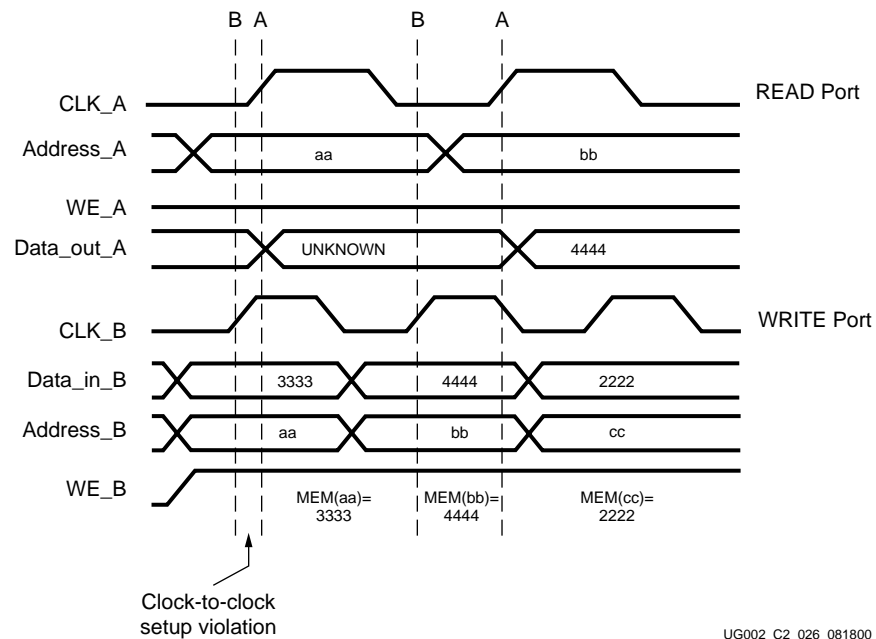 B A B A
CLK_A
READ Port
Address_A
aa
bb
WE_A
Data_out_A
UNKNOWN
4444
CLK_B
WRITE Port
Data_in_B
3333
4444
2222
Address_B
aa
bb
cc
WE_B
MEM(aa)=
3333
MEM(bb)=
4444
MEM(cc)=
2222
Clock-to-clock
setup violation
UG002_C2_026_081800